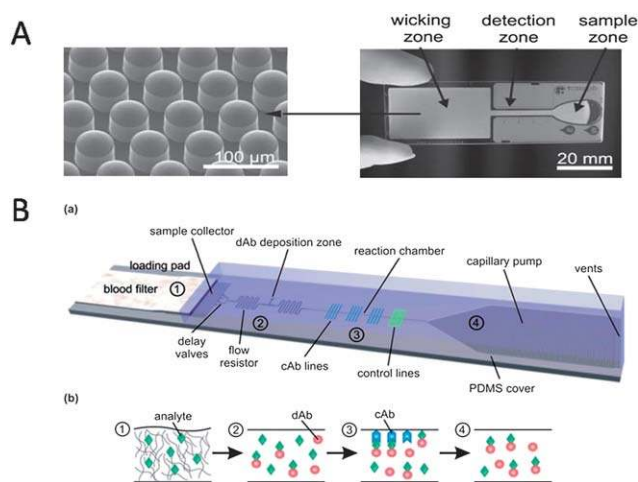 A
wicking
zone
detection
zone
sample
zone
100 µm
20 mm
B
(a)
sample collector
dAb deposition zone
loading pad
reaction chamber
capillary pump
vents
blood filter
1
2
3
4
delay
valves
flow
resistor
cAb lines
control lines
PDMS cover
(b)
1
analyte
2
dAb
3
cAb
4